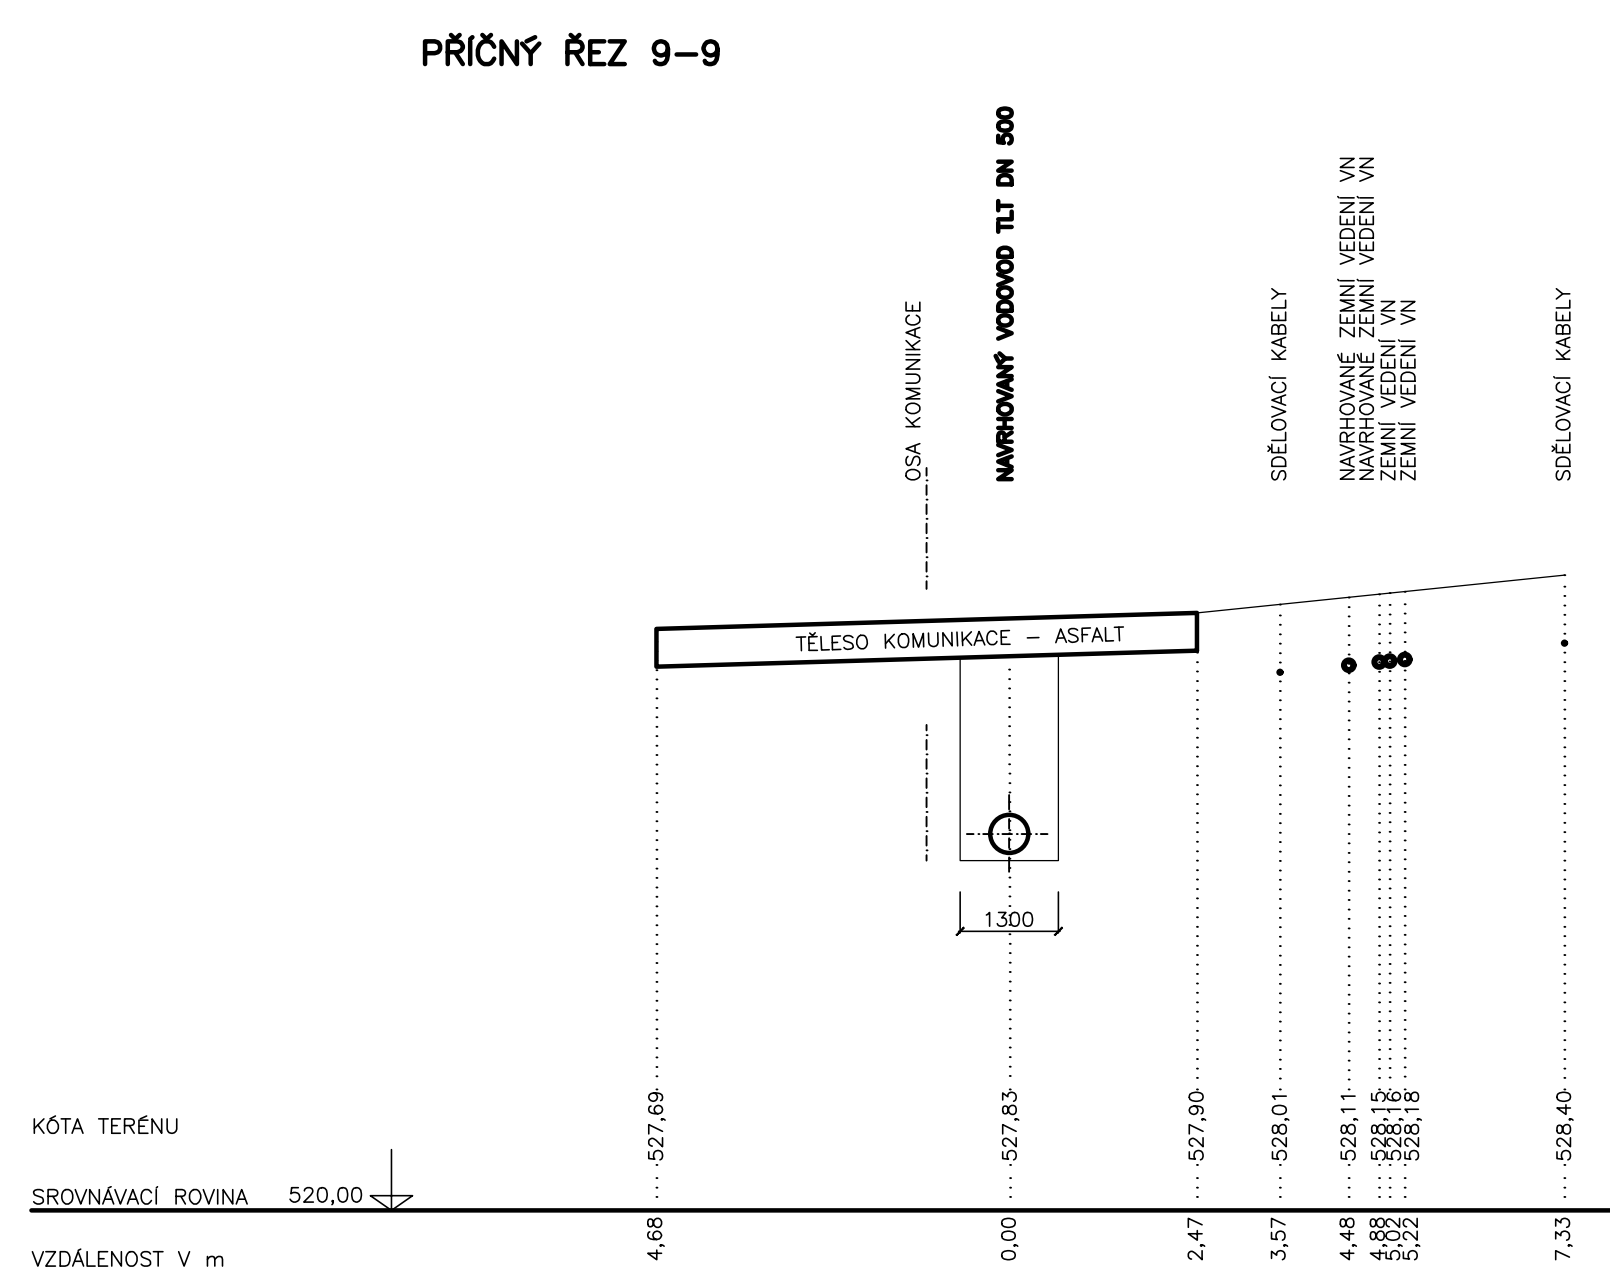 PŘÍČNÝ ŘEZ 9-9
OSA KOMUNIKACE
NAVRHOVANÝ VODOVOD TLT DN 500
SDĚLOVACÍ KABELY
NAVRHOVANÉ ZEMNÍ VEDENÍ VN
NAVRHOVANÉ ZEMNÍ VEDENÍ VN
ZEMNÍ VEDENÍ VN
ZEMNÍ VEDENÍ VN
SDĚLOVACÍ KABELY
TĚLESO KOMUNIKACE - ASFALT
1300
KÓTA TERÉNU
527,69
527,83
527,90
528,01
528,11
528,15
528,16
528,18
528,40
SROVNÁVACÍ ROVINA 520,00
VZDÁLENOST V m
4,68
0,00
2,47
3,57
4,48
4,88
5,02
5,22
7,33